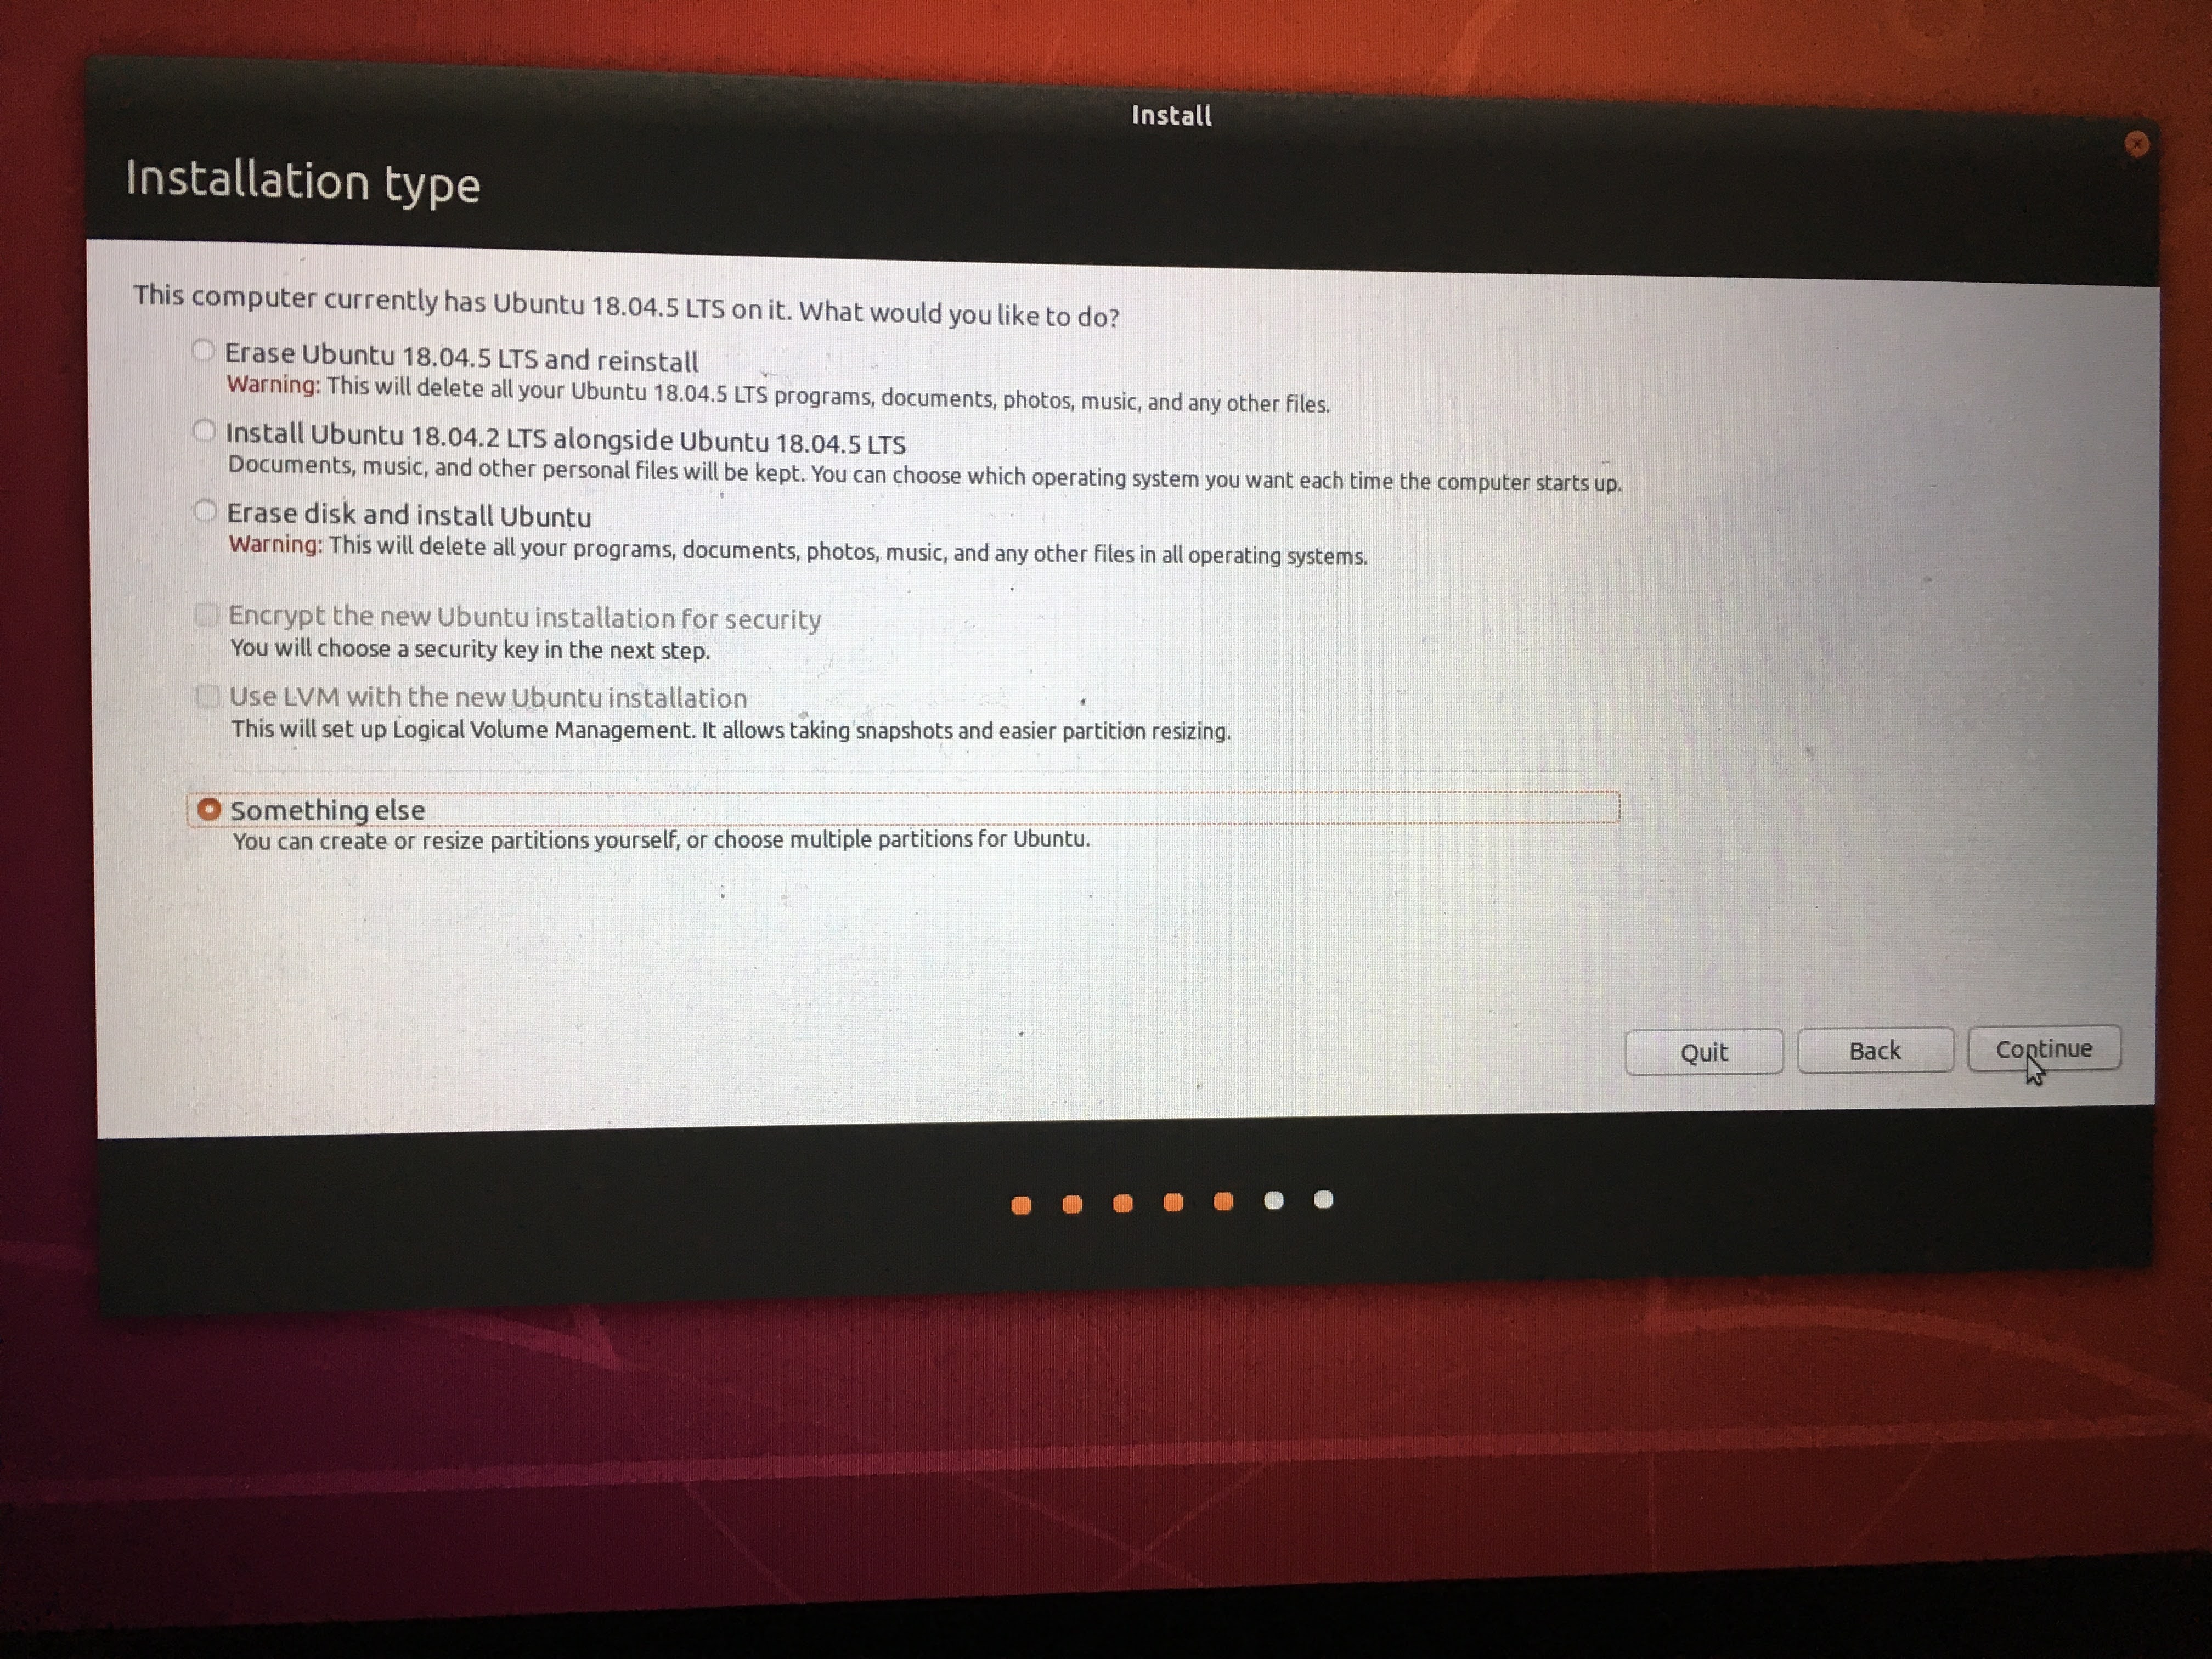 Install
Installation type
This computer currently has Ubuntu 18.04.5 LTS on it. What would you like to do?
Erase Ubuntu 18.04.5 LTS and reinstall
Warning: This will delete all your Ubuntu 18.04.5 LTS programs, documents, photos, music, and any other files.
Install Ubuntu 18.04.2 LTS alongside Ubuntu 18.04.5 LTS
Documents, music, and other personal files will be kept. You can choose which operating system you want each time the computer starts up.
Erase disk and install Ubuntu
Warning: This will delete all your programs, documents, photos, music, and any other files in all operating systems.
Encrypt the new Ubuntu installation for security
You will choose a security key in the next step.
Use LVM with the new Ubuntu installation
This will set up Logical Volume Management. It allows taking snapshots and easier partition resizing.
Something else
You can create or resize partitions yourself, or choose multiple partitions for Ubuntu.
Quit Back Continue